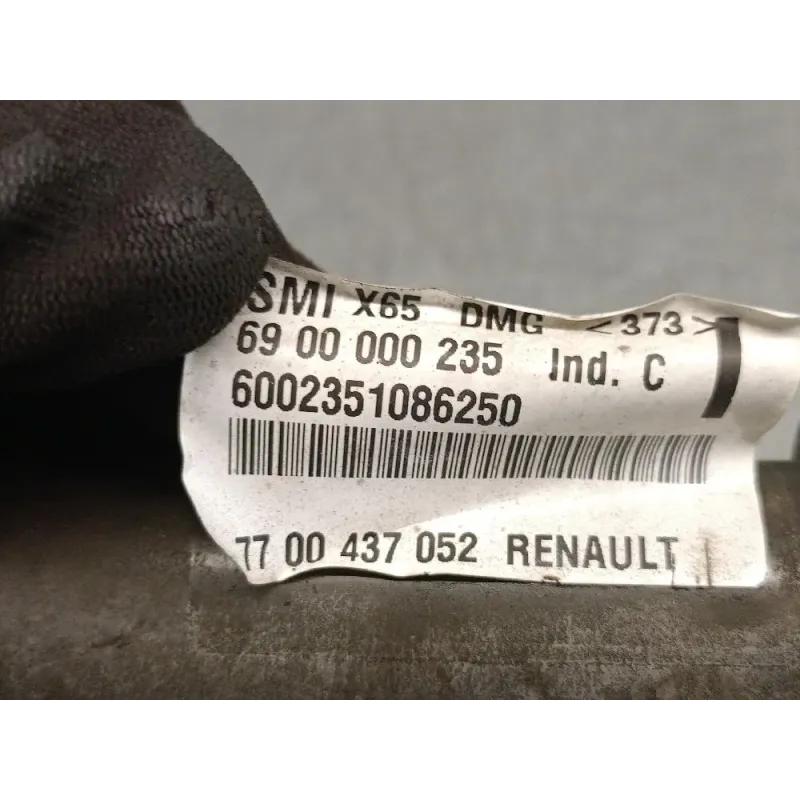 SMI X65 DMG <373>
69 00 000 235 Ind. C
6002351086250
77 00 437 052 RENAULT